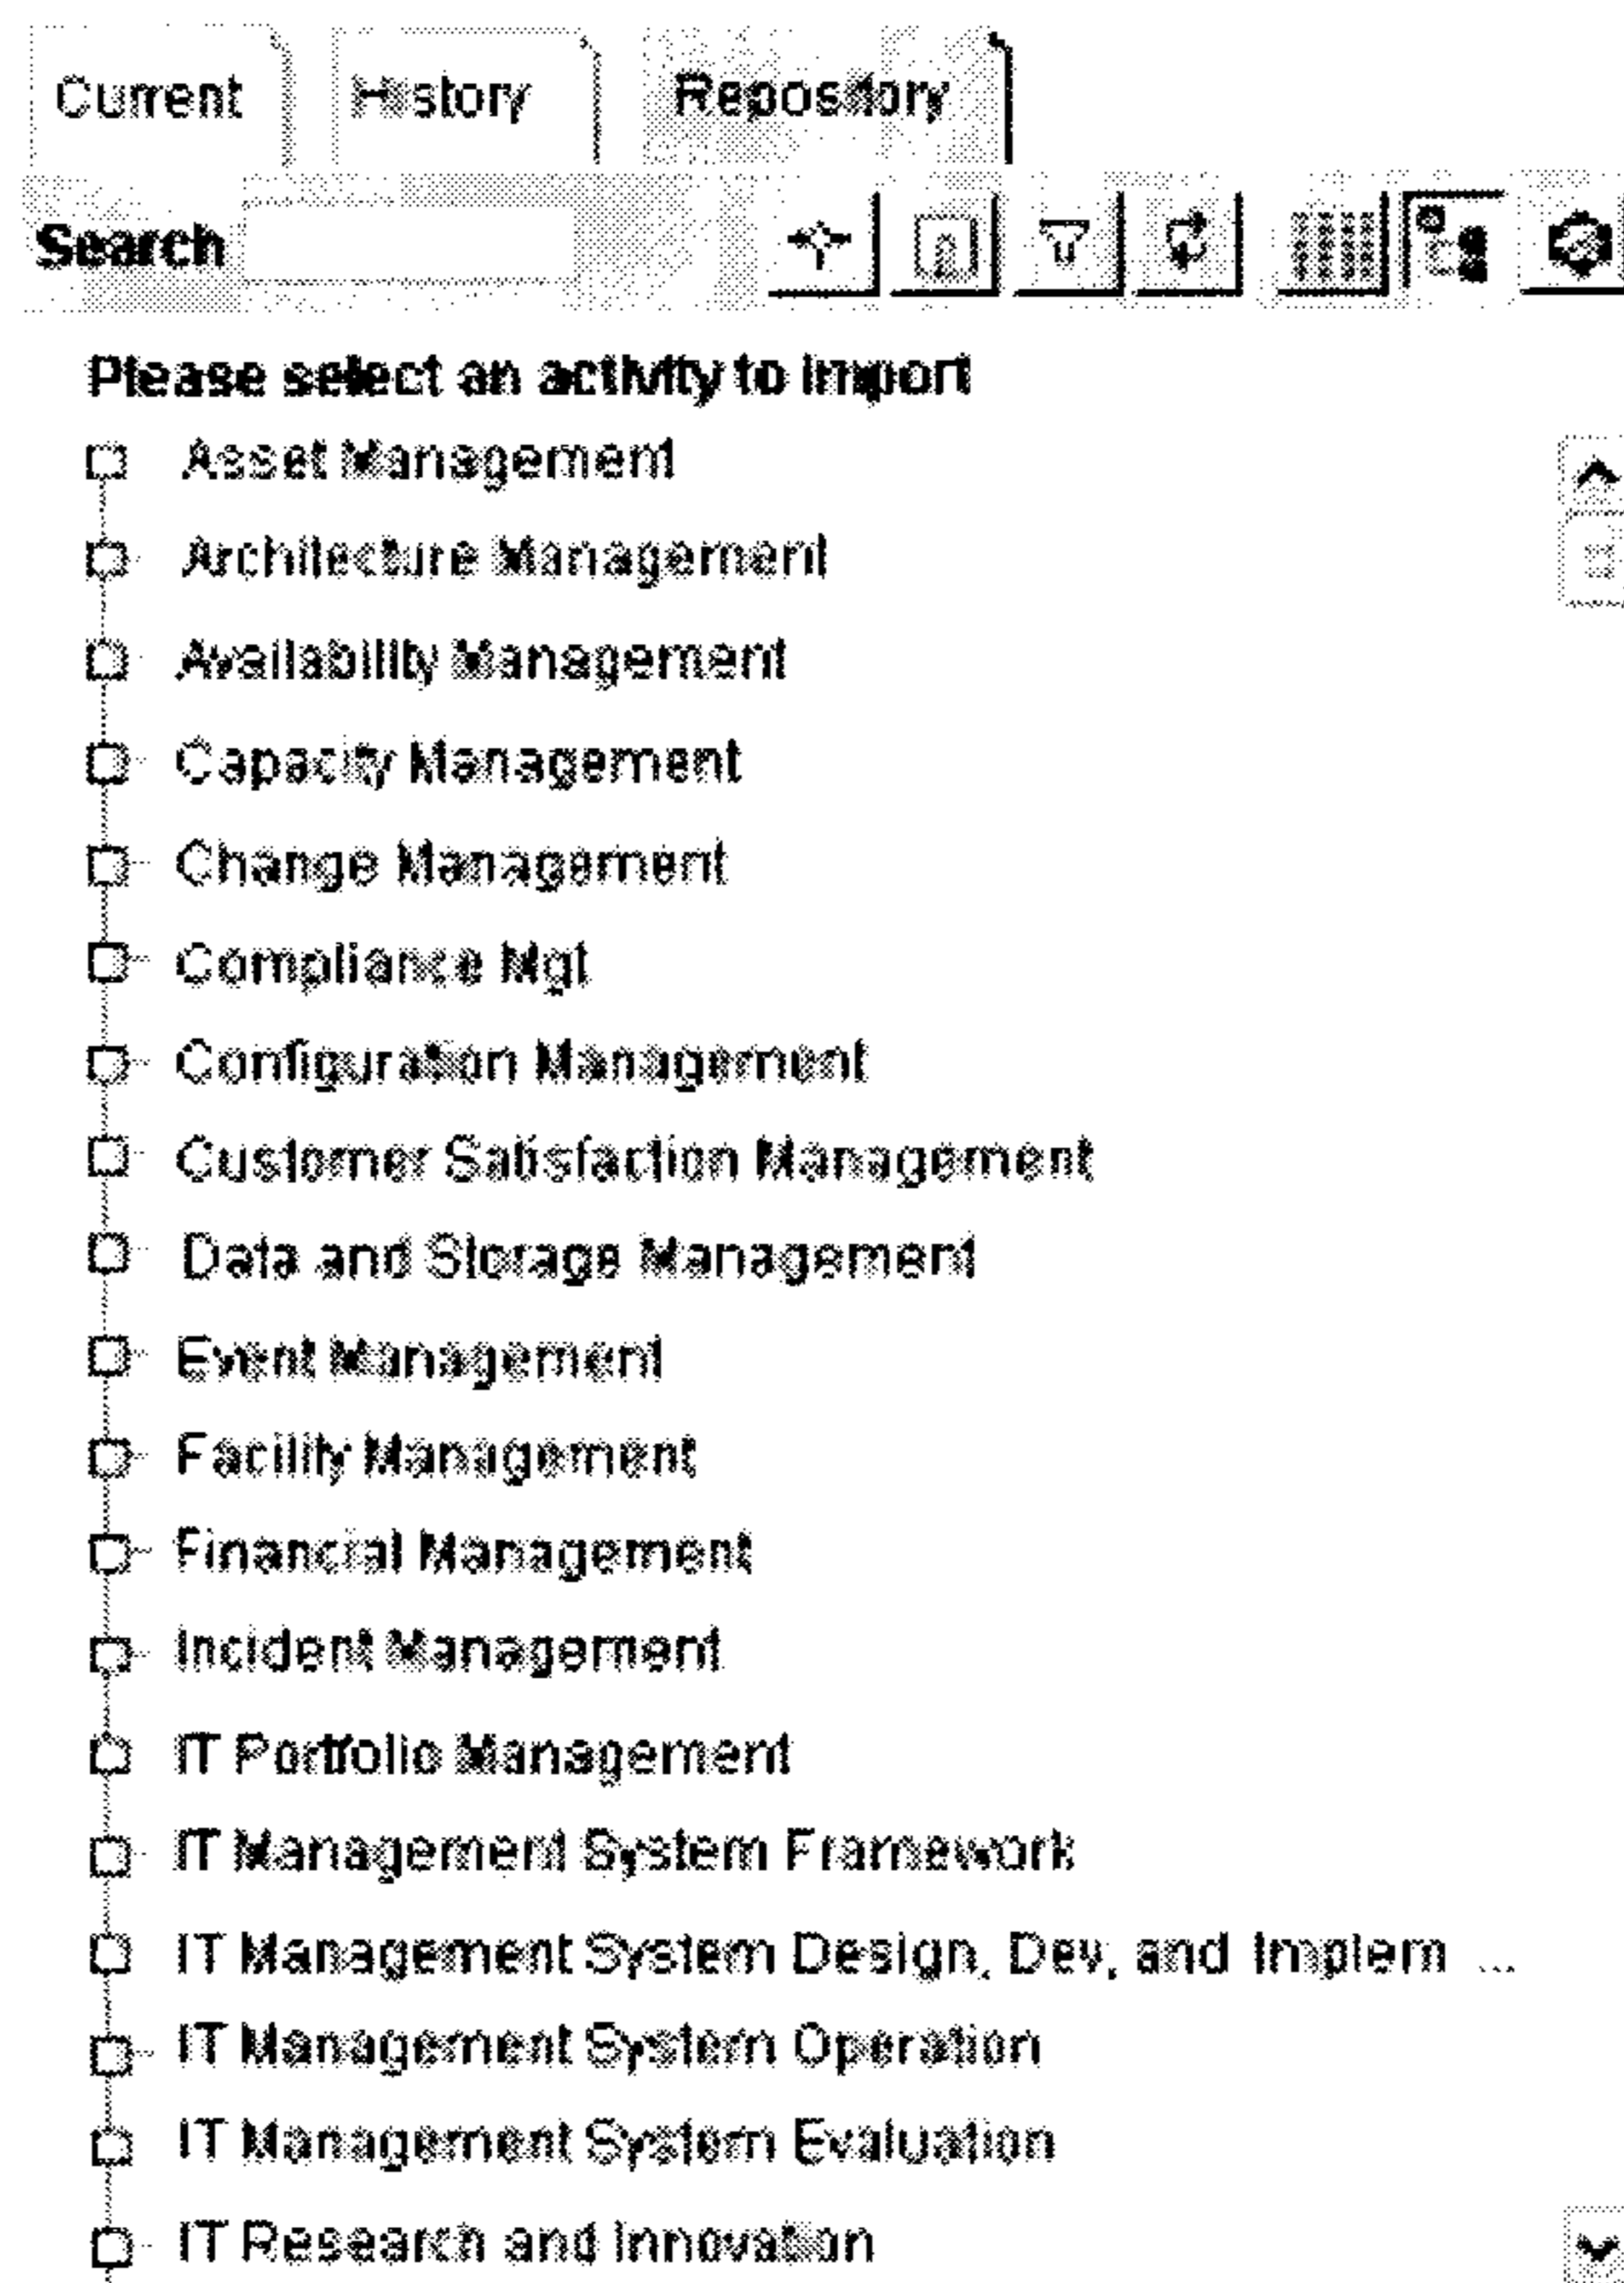 Current History Repository
Search
Please select an activity to import
Asset Management
Architecture Management
Availability Management
Capacity Management
Change Management
Compliance Mgt
Configuration Management
Customer Satisfaction Management
Data and Storage Management
Event Management
Facility Management
Financial Management
Incident Management
IT Portfolio Management
IT Management System Framework
IT Management System Design, Dev, and Implem ...
IT Management System Operation
IT Management System Evaluation
IT Research and Innovation